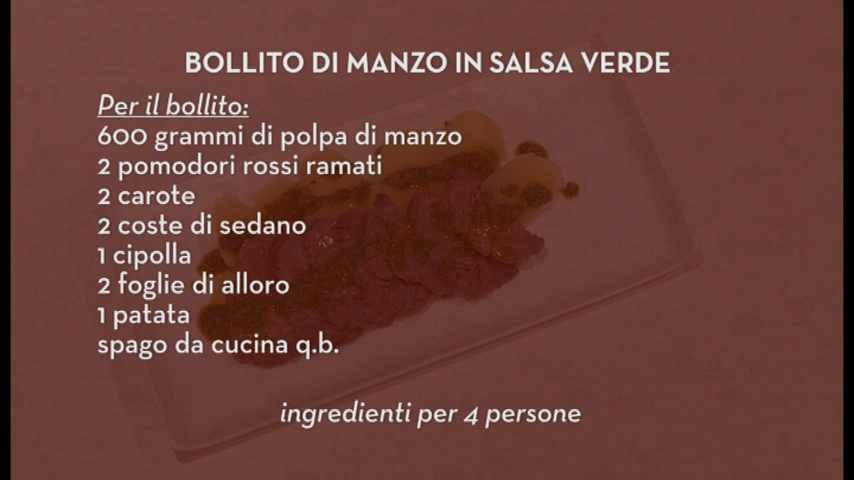 BOLLITO DI MANZO IN SALSA VERDE
Per il bollito:
600 grammi di polpa di manzo
2 pomodori rossi ramati
2 carote
2 coste di sedano
1 cipolla
2 foglie di alloro
1 patata
spago da cucina q.b.
ingredienti per 4 persone